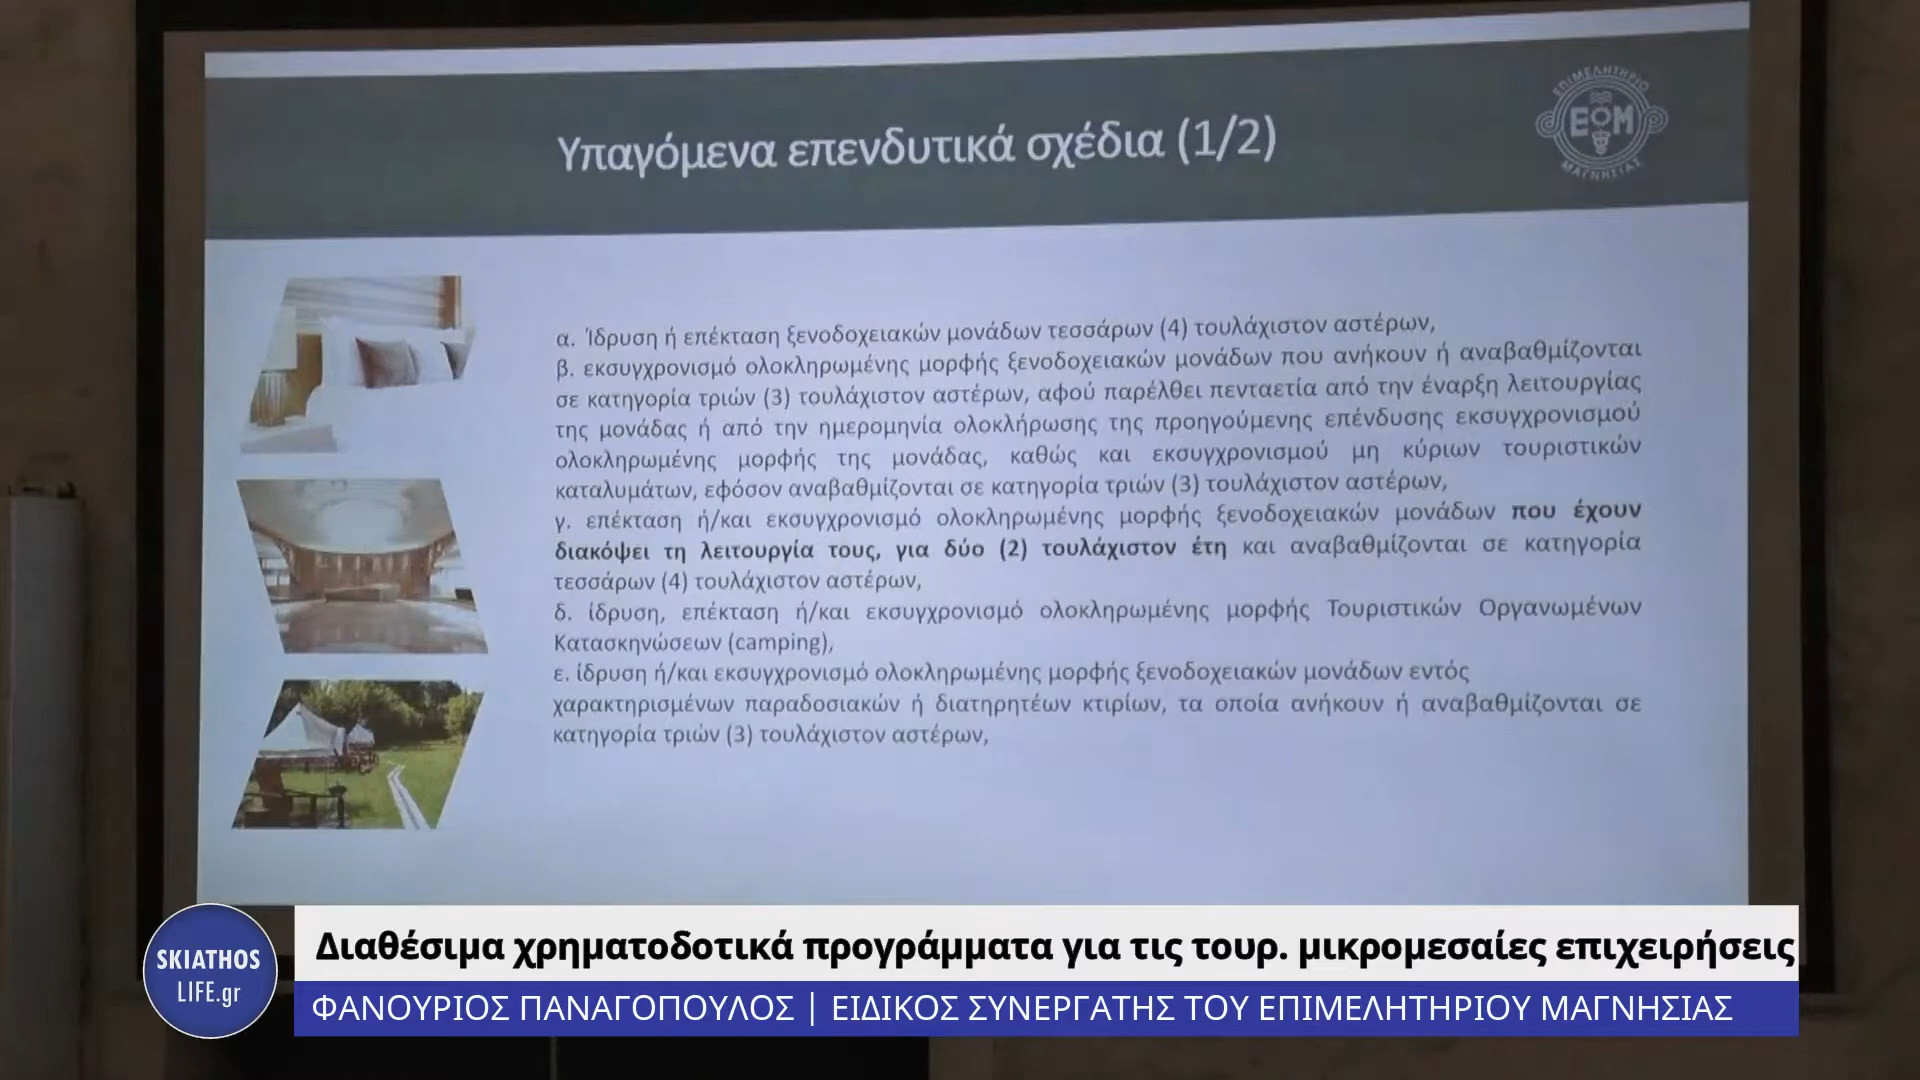 Υπαγόμενα επενδυτικά σχέδια (1/2)
ΕΠΙΜΕΛΗΤΗΡΙΟ
ΕΟΜ
ΜΑΓΝΗΣΙΑΣ
α. Ίδρυση ή επέκταση ξενοδοχειακών μονάδων τεσσάρων (4) τουλάχιστον αστέρων,
β. εκσυγχρονισμό ολοκληρωμένης μορφής ξενοδοχειακών μονάδων που ανήκουν ή αναβαθμίζονται
σε κατηγορία τριών (3) τουλάχιστον αστέρων, αφού παρέλθει πενταετία από την έναρξη λειτουργίας
της μονάδας ή από την ημερομηνία ολοκλήρωσης της προηγούμενης επένδυσης εκσυγχρονισμού
ολοκληρωμένης μορφής της μονάδας, καθώς και εκσυγχρονισμού μη κύριων τουριστικών
καταλυμάτων, εφόσον αναβαθμίζονται σε κατηγορία τριών (3) τουλάχιστον αστέρων,
γ. επέκταση ή/και εκσυγχρονισμό ολοκληρωμένης μορφής ξενοδοχειακών μονάδων που έχουν
διακόψει τη λειτουργία τους, για δύο (2) τουλάχιστον έτη και αναβαθμίζονται σε κατηγορία
τεσσάρων (4) τουλάχιστον αστέρων,
δ. ίδρυση, επέκταση ή/και εκσυγχρονισμό ολοκληρωμένης μορφής Τουριστικών Οργανωμένων
Κατασκηνώσεων (camping),
ε. ίδρυση ή/και εκσυγχρονισμό ολοκληρωμένης μορφής ξενοδοχειακών μονάδων εντός
χαρακτηρισμένων παραδοσιακών ή διατηρητέων κτιρίων, τα οποία ανήκουν ή αναβαθμίζονται σε
κατηγορία τριών (3) τουλάχιστον αστέρων,
SKIATHOS
LIFE.gr
Διαθέσιμα χρηματοδοτικά προγράμματα για τις τουρ. μικρομεσαίες επιχειρήσεις
ΦΑΝΟΥΡΙΟΣ ΠΑΝΑΓΟΠΟΥΛΟΣ | ΕΙΔΙΚΟΣ ΣΥΝΕΡΓΑΤΗΣ ΤΟΥ ΕΠΙΜΕΛΗΤΗΡΙΟΥ ΜΑΓΝΗΣΙΑΣ